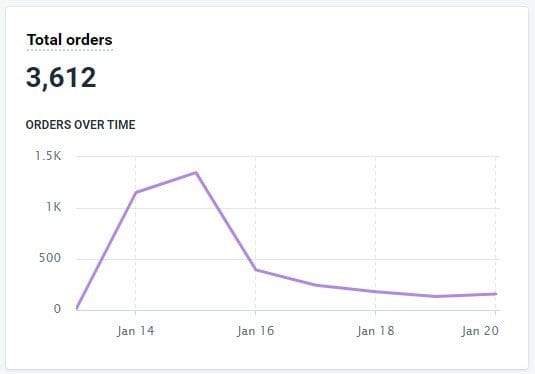 Total orders
3,612
ORDERS OVER TIME
1.5K
1K
500
0
Jan 14 Jan 16 Jan 18 Jan 20